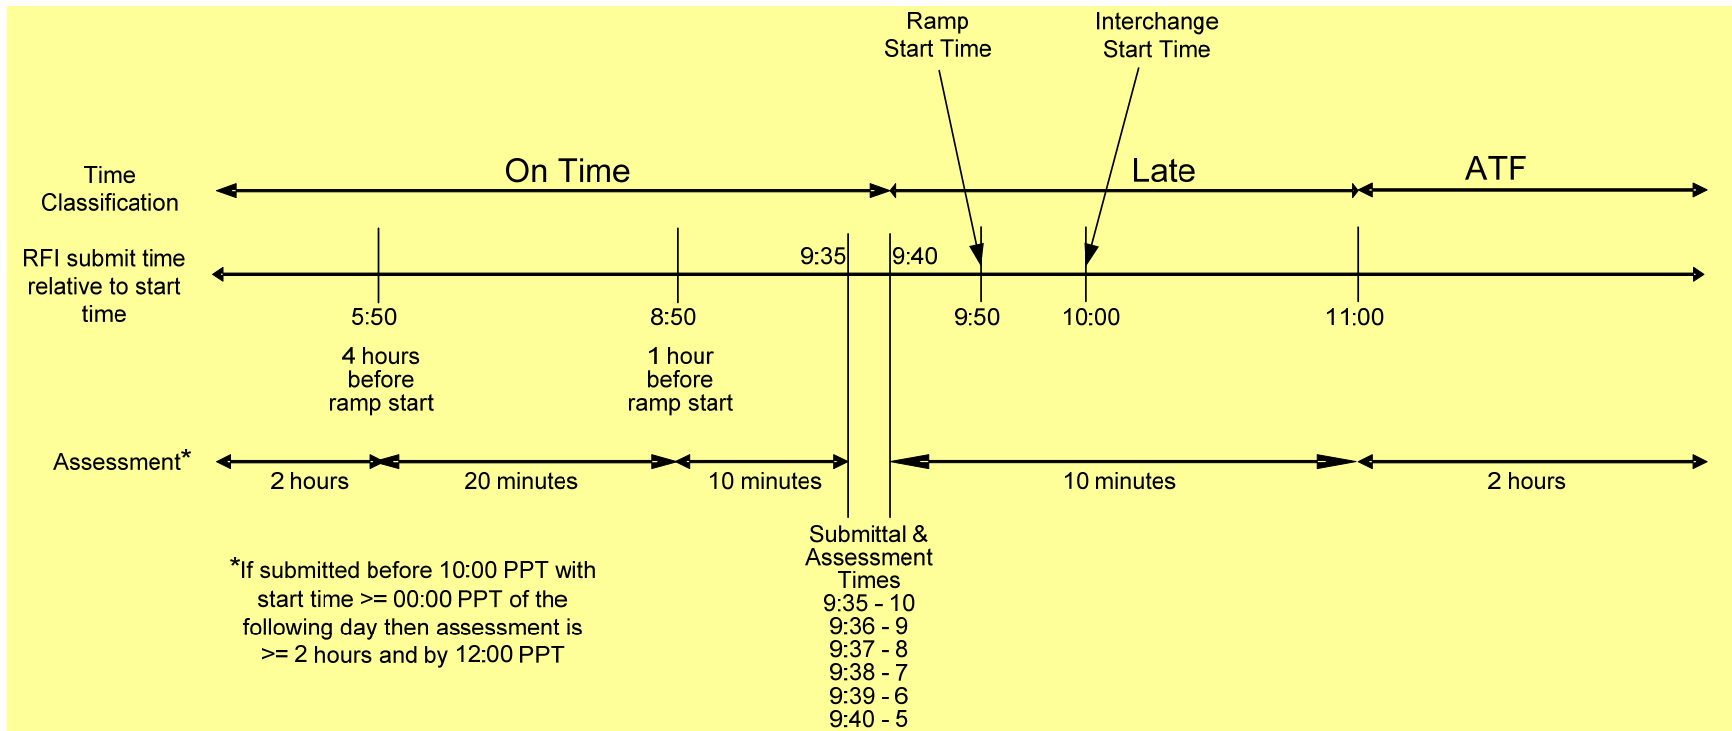 Ramp
Start Time
Interchange
Start Time
Time
Classification
On Time
Late
ATF
RFI submit time
relative to start
time
9:35
9:40
5:50
8:50
9:50
10:00
11:00
4 hours
before
ramp start
1 hour
before
ramp start
Assessment*
2 hours
20 minutes
10 minutes
10 minutes
2 hours
Submittal &
Assessment
Times
9:35 - 10
9:36 - 9
9:37 - 8
9:38 - 7
9:39 - 6
9:40 - 5
*If submitted before 10:00 PPT with
start time >= 00:00 PPT of the
following day then assessment is
>= 2 hours and by 12:00 PPT